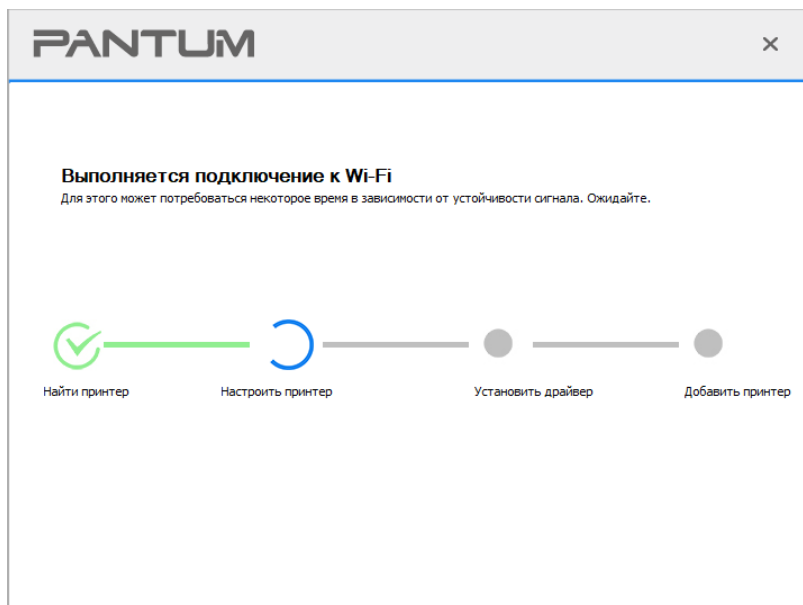 PANTUM
Выполняется подключение к Wi-Fi
Для этого может потребоваться некоторое время в зависимости от устойчивости сигнала. Ожидайте.
Найти принтер
Настроить принтер
Установить драйвер
Добавить принтер